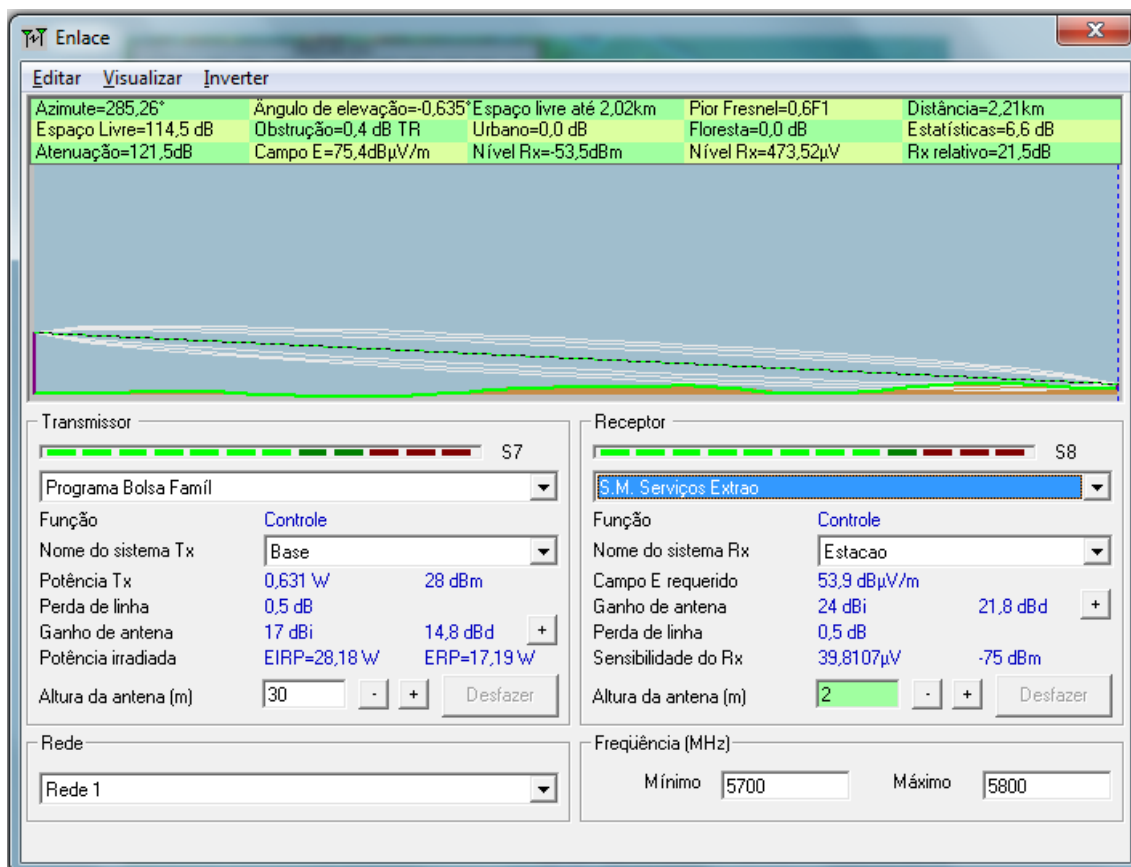 Enlace
Editar Visualizar Inverter
Azimute=285,26° Ângulo de elevação=-0,635° Espaço livre até 2,02km Pior Fresnel=0,6F1 Distância=2,21km
Espaço Livre=114,5 dB Obstrução=0,4 dB TR Urbano=0,0 dB Floresta=0,0 dB Estatísticas=6,6 dB
Atenuação=121,5dB Campo E=75,4dBµV/m Nível Rx=-53,5dBm Nível Rx=473,52µV Rx relativo=21,5dB
Transmissor
S7
Programa Bolsa Famíl
Função Controle
Nome do sistema Tx Base
Potência Tx 0,631 W 28 dBm
Perda de linha 0,5 dB
Ganho de antena 17 dBi 14,8 dBd +
Potência irradiada EIRP=28,18 W ERP=17,19 W
Altura da antena (m) 30 - + Desfazer
Rede
Rede 1
Receptor
S8
S.M. Serviços Extrao
Função Controle
Nome do sistema Rx Estacao
Campo E requerido 53,9 dBµV/m
Ganho de antena 24 dBi 21,8 dBd +
Perda de linha 0,5 dB
Sensibilidade do Rx 39,8107µV -75 dBm
Altura da antena (m) 2 - + Desfazer
Freqüência (MHz)
Mínimo 5700 Máximo 5800